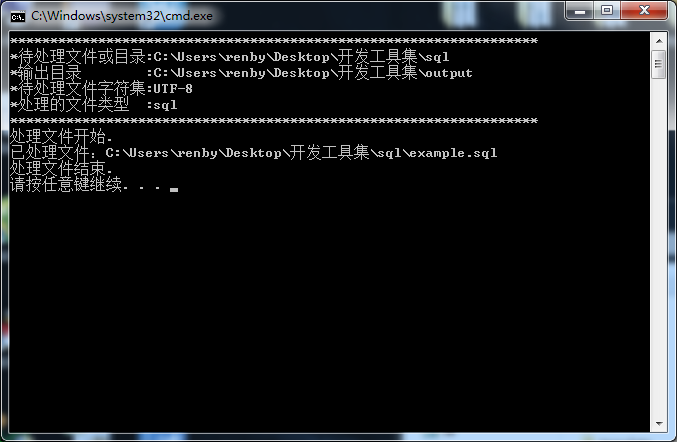 C:\Windows\system32\cmd.exe
******************************************************************
*待处理文件或目录:C:\Users\renby\Desktop\开发工具集\sql
*输出目录        :C:\Users\renby\Desktop\开发工具集\output
*待处理文件字符集:UTF-8
*处理的文件类型  :sql
******************************************************************
处理文件开始.
已处理文件: C:\Users\renby\Desktop\开发工具集\sql\example.sql
处理文件结束.
请按任意键继续. . .